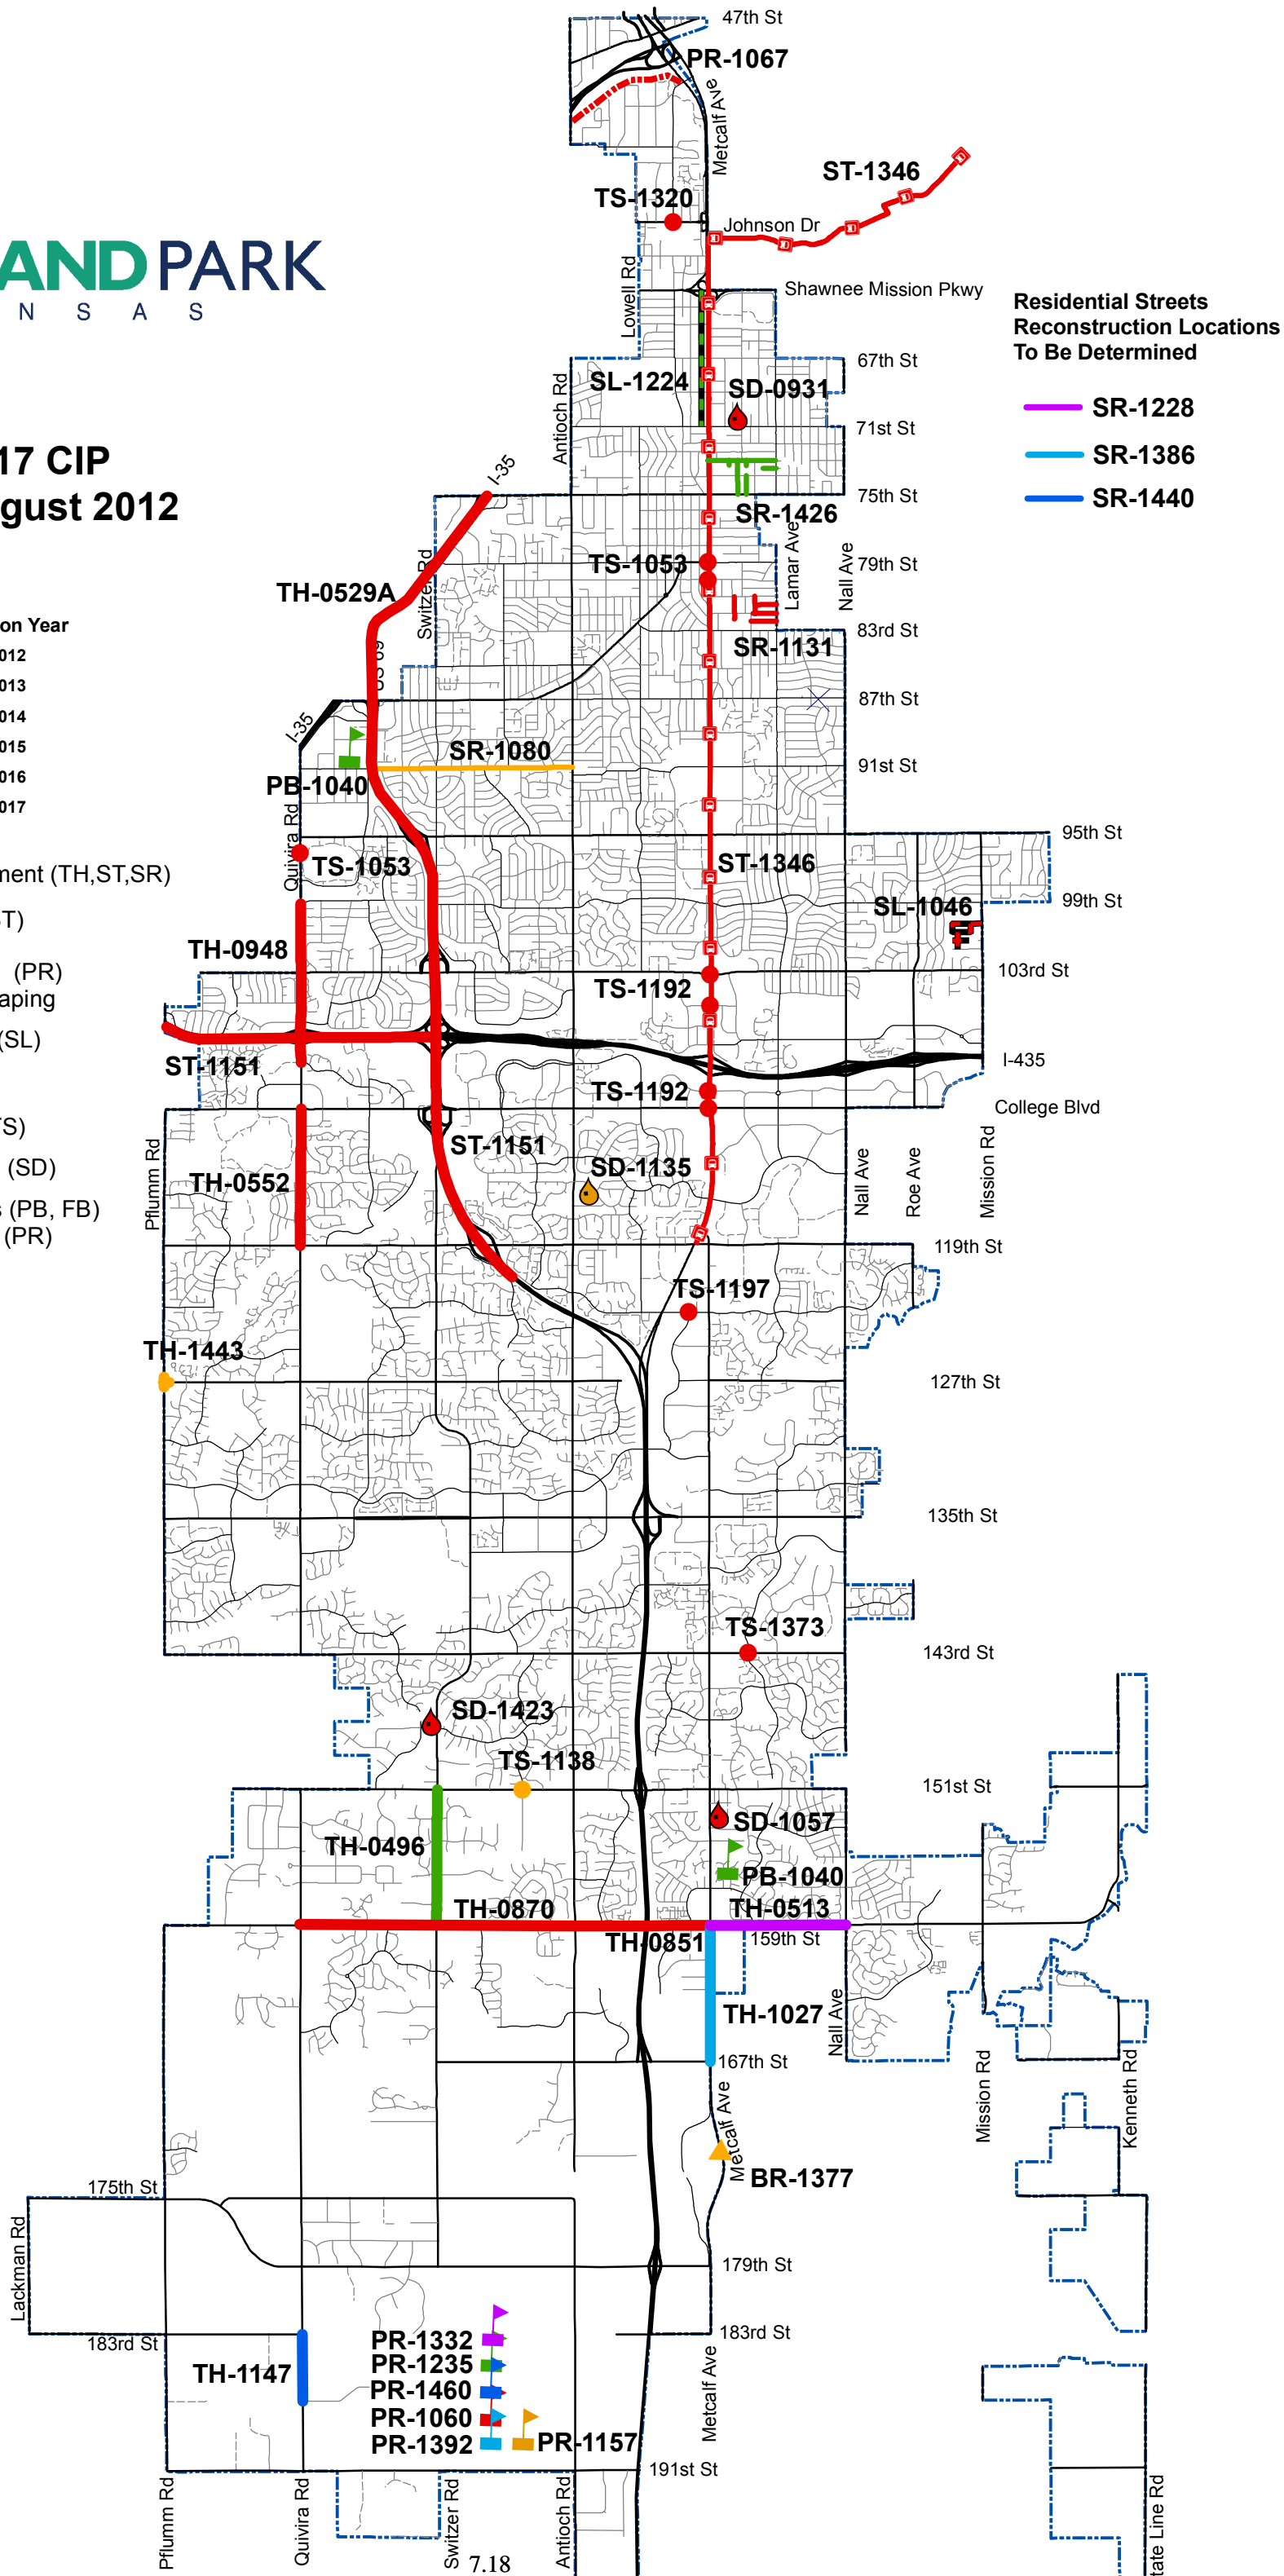 47th St
PR-1067
Metcalf Ave
ST-1346
TS-1320
Johnson Dr
ANDPARK
N S A S
Lowell Rd
Shawnee Mission Pkwy
Residential Streets
Reconstruction Locations
To Be Determined
67th St
SL-1224
SD-0931
Antioch Rd
SR-1228
71st St
17 CIP
gust 2012
I-35
SR-1386
75th St
SR-1440
SR-1426
Switzer Rd
TS-1053
Lamar Ave
Nall Ave
79th St
TH-0529A
on Year
83rd St
SR-1131
012
US 69
013
87th St
014
I-35
015
SR-1080
91st St
016
PB-1040
017
Quivira Rd
95th St
TS-1053
ST-1346
ment (TH,ST,SR)
99th St
SL-1046
ST)
TH-0948
103rd St
(PR)
TS-1192
aping
(SL)
ST-1151
I-435
TS-1192
College Blvd
TS)
Pflumm Rd
ST-1151
SD-1135
(SD)
TH-0552
Nall Ave
Roe Ave
Mission Rd
s (PB, FB)
(PR)
119th St
TS-1197
TH-1443
127th St
135th St
TS-1373
143rd St
SD-1423
TS-1138
151st St
SD-1057
TH-0496
PB-1040
TH-0870
TH-0513
TH-0851
159th St
TH-1027
Nall Ave
167th St
Mission Rd
Kenneth Rd
Metcalf Ave
BR-1377
175th St
Lackman Rd
179th St
183rd St
183rd St
PR-1332
PR-1235
TH-1147
PR-1460
PR-1060
PR-1392
PR-1157
Metcalf Ave
191st St
Pflumm Rd
Quivira Rd
Switzer Rd
Antioch Rd
tate Line Rd
7.18